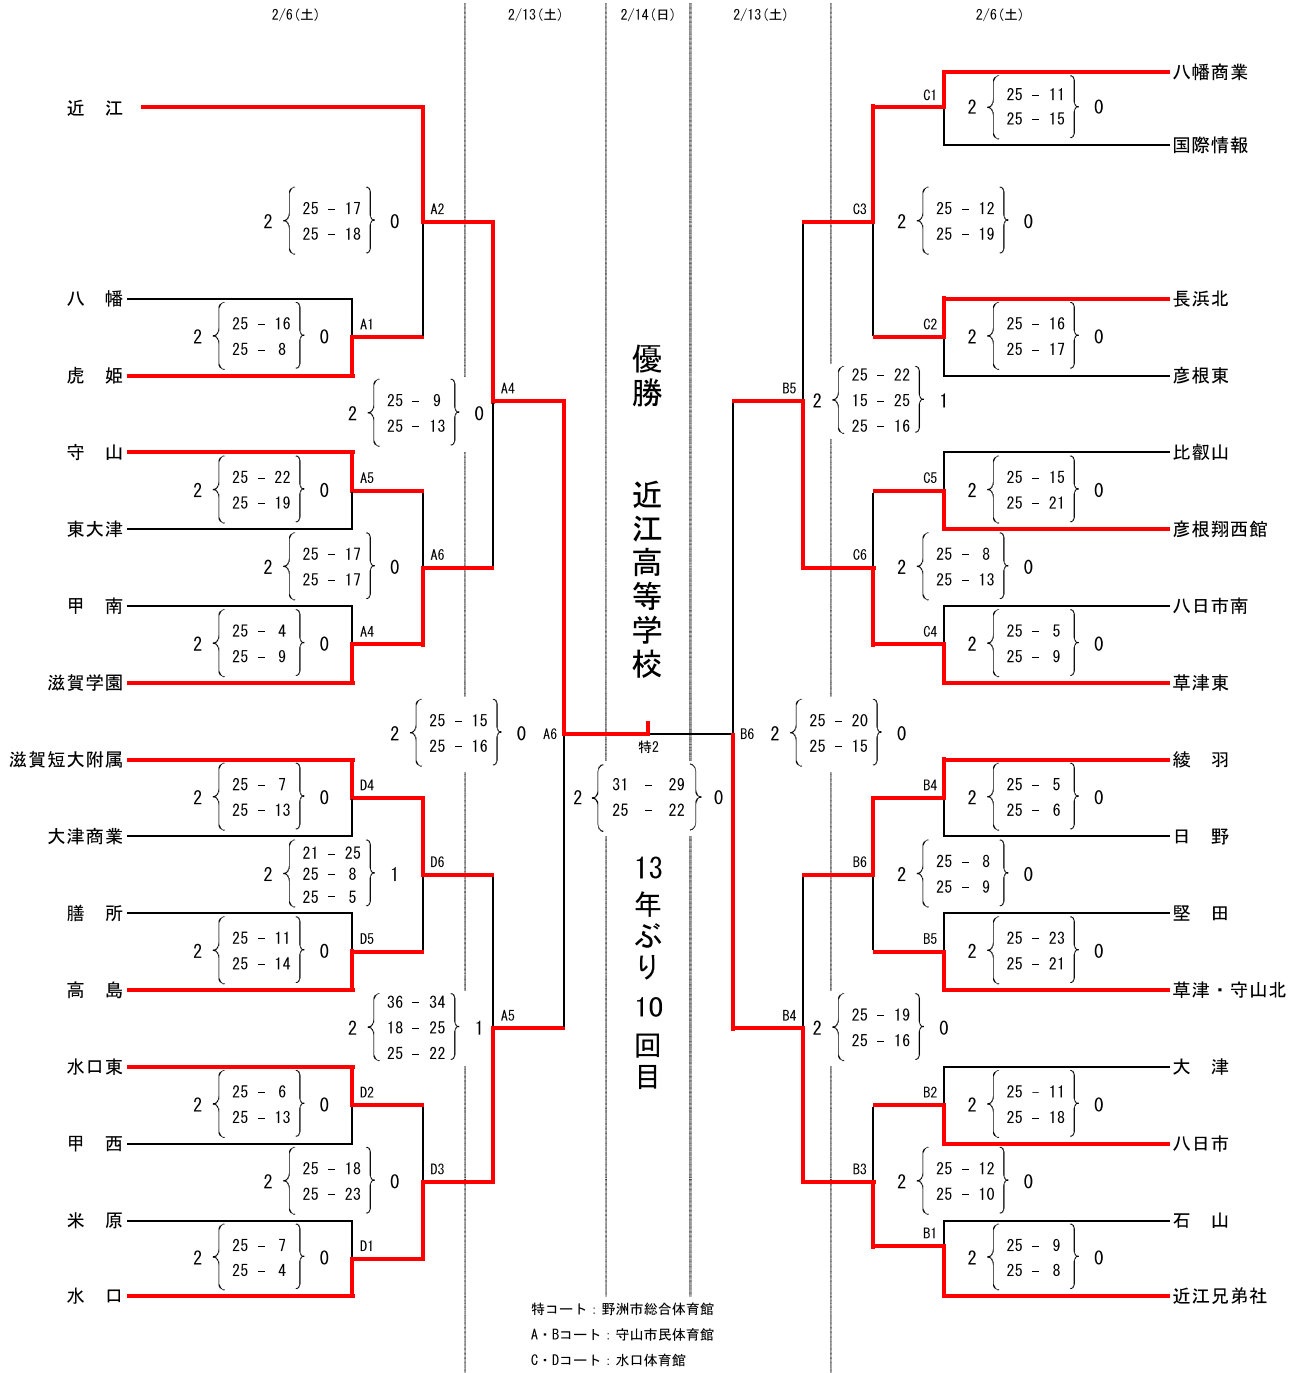 2/6(土)
2/13(土)
2/14(日)
2/13(土)
2/6(土)
近 江
2 25 - 17 0
25 - 18
A2
八 幡
2 25 - 16 0
25 - 8
A1
虎 姫
2 25 - 9 0
25 - 13
A4
守 山
2 25 - 22 0
25 - 19
A5
東大津
2 25 - 17 0
25 - 17
A6
甲 南
2 25 - 4 0
25 - 9
A4
滋賀学園
2 25 - 15 0
25 - 16
A6
滋賀短大附属
2 25 - 7 0
25 - 13
D4
大津商業
2 21 - 25 1
25 - 8
25 - 5
D6
膳 所
2 25 - 11 0
25 - 14
D5
高 島
2 36 - 34 1
18 - 25
25 - 22
A5
水口東
2 25 - 6 0
25 - 13
D2
甲 西
2 25 - 18 0
25 - 23
D3
米 原
2 25 - 7 0
25 - 4
D1
水 口
優勝 近江高等学校
特2
2 31 - 29 0
25 - 22
13年ぶり10回目
八幡商業
C1
2 25 - 11 0
25 - 15
国際情報
C3
2 25 - 12 0
25 - 19
長浜北
C2
2 25 - 16 0
25 - 17
彦根東
B5
2 25 - 22 1
15 - 25
25 - 16
比叡山
C5
2 25 - 15 0
25 - 21
彦根翔西館
C6
2 25 - 8 0
25 - 13
八日市南
C4
2 25 - 5 0
25 - 9
草津東
B6
2 25 - 20 0
25 - 15
綾 羽
B4
2 25 - 5 0
25 - 6
日 野
B6
2 25 - 8 0
25 - 9
堅 田
B5
2 25 - 23 0
25 - 21
草津・守山北
B4
2 25 - 19 0
25 - 16
大 津
B2
2 25 - 11 0
25 - 18
八日市
B3
2 25 - 12 0
25 - 10
石 山
B1
2 25 - 9 0
25 - 8
近江兄弟社
特コート:野洲市総合体育館
A・Bコート:守山市民体育館
C・Dコート:水口体育館